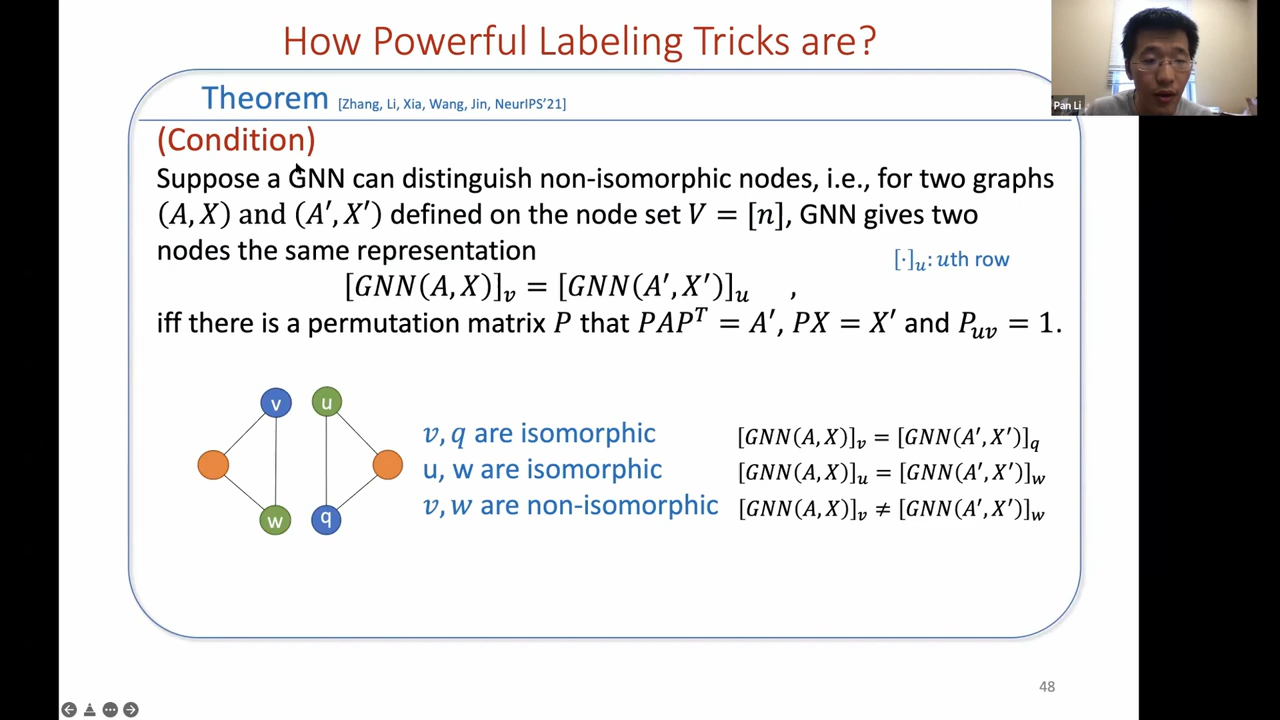 How Powerful Labeling Tricks are?
Theorem [Zhang, Li, Xia, Wang, Jin, NeurIPS'21]
(Condition)
Suppose a GNN can distinguish non-isomorphic nodes, i.e., for two graphs
(A, X) and (A′, X′) defined on the node set V = [n], GNN gives two
nodes the same representation
[·]ᵤ: uth row
[GNN(A, X)]ᵥ = [GNN(A′, X′)]ᵤ ,
iff there is a permutation matrix P that PAPᵀ = A′, PX = X′ and Pᵤᵥ = 1.
v u
w q
v, q are isomorphic [GNN(A, X)]ᵥ = [GNN(A′, X′)]_q
u, w are isomorphic [GNN(A, X)]ᵤ = [GNN(A′, X′)]_w
v, w are non-isomorphic [GNN(A, X)]ᵥ ≠ [GNN(A′, X′)]_w
48
Pan Li